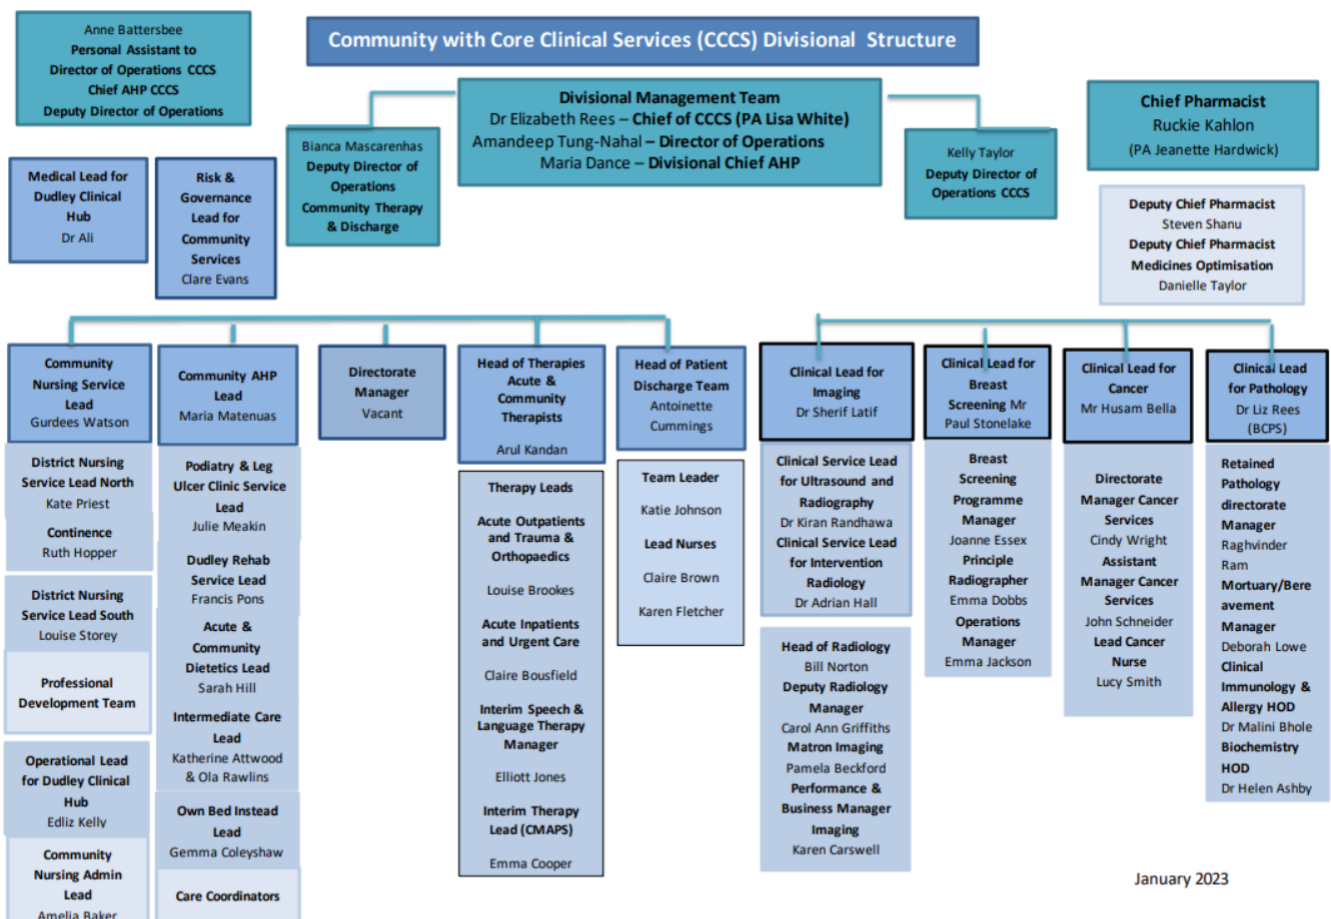 Anne Battersbee
Personal Assistant to
Director of Operations CCCS
Chief AHP CCCS
Deputy Director of Operations
Community with Core Clinical Services (CCCS) Divisional Structure
Divisional Management Team
Dr Elizabeth Rees – Chief of CCCS (PA Lisa White)
Amandeep Tung-Nahal – Director of Operations
Maria Dance – Divisional Chief AHP
Bianca Mascarenhas
Deputy Director of
Operations
Community Therapy
& Discharge
Kelly Taylor
Deputy Director of
Operations CCCS
Chief Pharmacist
Ruckie Kahlon
(PA Jeanette Hardwick)
Deputy Chief Pharmacist
Steven Shanu
Deputy Chief Pharmacist
Medicines Optimisation
Danielle Taylor
Medical Lead for
Dudley Clinical
Hub
Dr Ali
Risk &
Governance
Lead for
Community
Services
Clare Evans
Community
Nursing Service
Lead
Gurdees Watson
District Nursing
Service Lead North
Kate Priest
Continence
Ruth Hopper
District Nursing
Service Lead South
Louise Storey
Professional
Development Team
Operational Lead
for Dudley Clinical
Hub
Edliz Kelly
Community
Nursing Admin
Lead
Amelia Baker
Community AHP
Lead
Maria Matenuas
Podiatry & Leg
Ulcer Clinic Service
Lead
Julie Meakin
Dudley Rehab
Service Lead
Francis Pons
Acute &
Community
Dietetics Lead
Sarah Hill
Intermediate Care
Lead
Katherine Attwood
& Ola Rawlins
Own Bed Instead
Lead
Gemma Coleyshaw
Care Coordinators
Directorate
Manager
Vacant
Head of Therapies
Acute &
Community
Therapists
Arul Kandan
Therapy Leads
Acute Outpatients
and Trauma &
Orthopaedics
Louise Brookes
Acute Inpatients
and Urgent Care
Claire Bousfield
Interim Speech &
Language Therapy
Manager
Elliott Jones
Interim Therapy
Lead (CMAPS)
Emma Cooper
Head of Patient
Discharge Team
Antoinette
Cummings
Team Leader
Katie Johnson
Lead Nurses
Claire Brown
Karen Fletcher
Clinical Lead for
Imaging
Dr Sherif Latif
Clinical Service Lead
for Ultrasound and
Radiography
Dr Kiran Randhawa
Clinical Service Lead
for Intervention
Radiology
Dr Adrian Hall
Head of Radiology
Bill Norton
Deputy Radiology
Manager
Carol Ann Griffiths
Matron Imaging
Pamela Beckford
Performance &
Business Manager
Imaging
Karen Carswell
Clinical Lead for
Breast
Screening Mr
Paul Stonelake
Breast
Screening
Programme
Manager
Joanne Essex
Principle
Radiographer
Emma Dobbs
Operations
Manager
Emma Jackson
Clinical Lead for
Cancer
Mr Husam Bella
Directorate
Manager Cancer
Services
Cindy Wright
Assistant
Manager Cancer
Services
John Schneider
Lead Cancer
Nurse
Lucy Smith
Clinical Lead
for Pathology
Dr Liz Rees
(BCPS)
Retained
Pathology
directorate
Manager
Raghvinder
Ram
Mortuary/Bere
avement
Manager
Deborah Lowe
Clinical
Immunology &
Allergy HOD
Dr Malini Bhole
Biochemistry
HOD
Dr Helen Ashby
January 2023